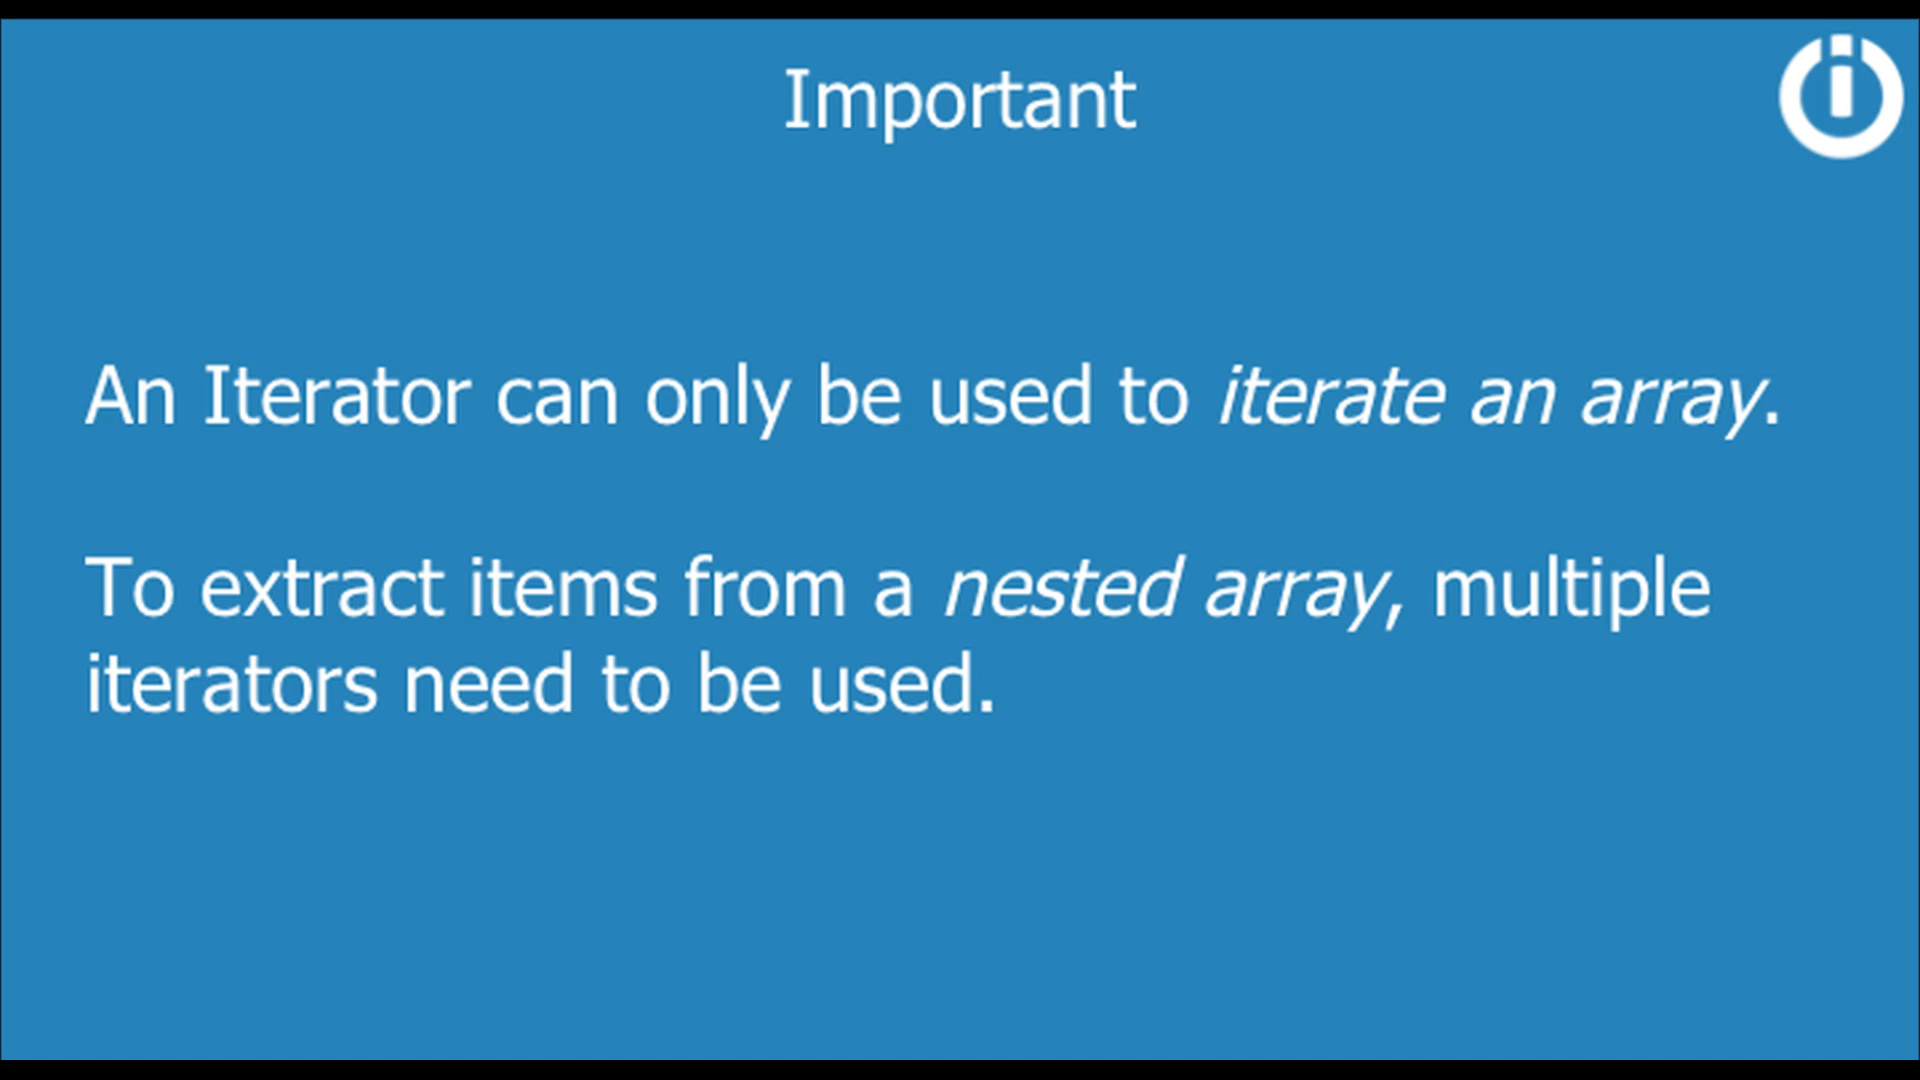 Important
An Iterator can only be used to iterate an array.
To extract items from a nested array, multiple
iterators need to be used.